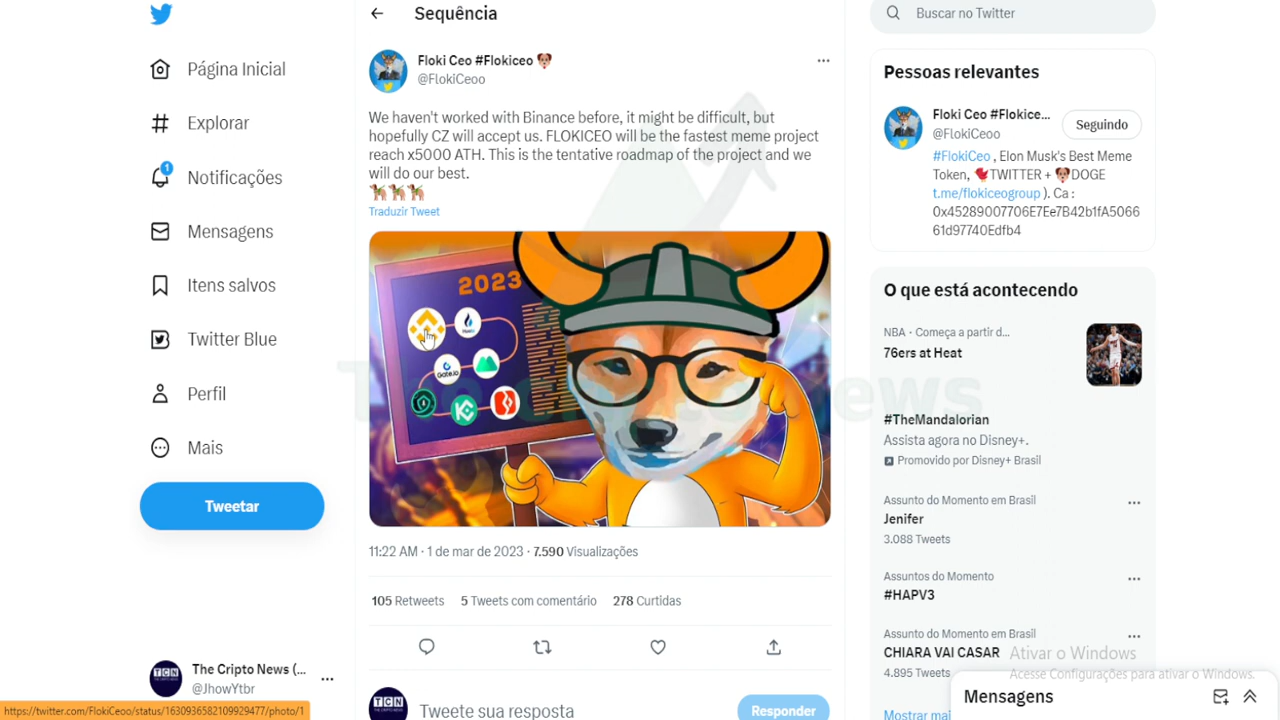 Página Inicial
Explorar
1
Notificações
Mensagens
Itens salvos
Twitter Blue
Perfil
Mais
Tweetar
TCN
The Cripto News (...
@JhowYtbr
https://twitter.com/FlokiCeoo/status/1630936582109929477/photo/1
Sequência
Floki Ceo #Flokiceo
@FlokiCeoo
We haven't worked with Binance before, it might be difficult, but
hopefully CZ will accept us. FLOKICEO will be the fastest meme project
reach x5000 ATH. This is the tentative roadmap of the project and we
will do our best.
Traduzir Tweet
2023
Gate.io
11:22 AM · 1 de mar de 2023 · 7.590 Visualizações
105 Retweets 5 Tweets com comentário 278 Curtidas
TCN
Tweete sua resposta
Responder
Buscar no Twitter
Pessoas relevantes
Floki Ceo #Flokice...
@FlokiCeoo
Seguindo
#FlokiCeo , Elon Musk's Best Meme
Token, TWITTER + DOGE
t.me/flokiceogroup ). Ca :
0x45289007706E7Ee7B42b1fA5066
61d97740Edfb4
O que está acontecendo
NBA · Começa a partir d...
76ers at Heat
#TheMandalorian
Assista agora no Disney+.
Promovido por Disney+ Brasil
Assunto do Momento em Brasil
Jenifer
3.088 Tweets
Assuntos do Momento
#HAPV3
Assunto do Momento em Brasil
CHIARA VAI CASAR
4.895 Tweets
Mostrar mai
Ativar o Windows
Acesse Configurações para ativar o Windows.
Mensagens